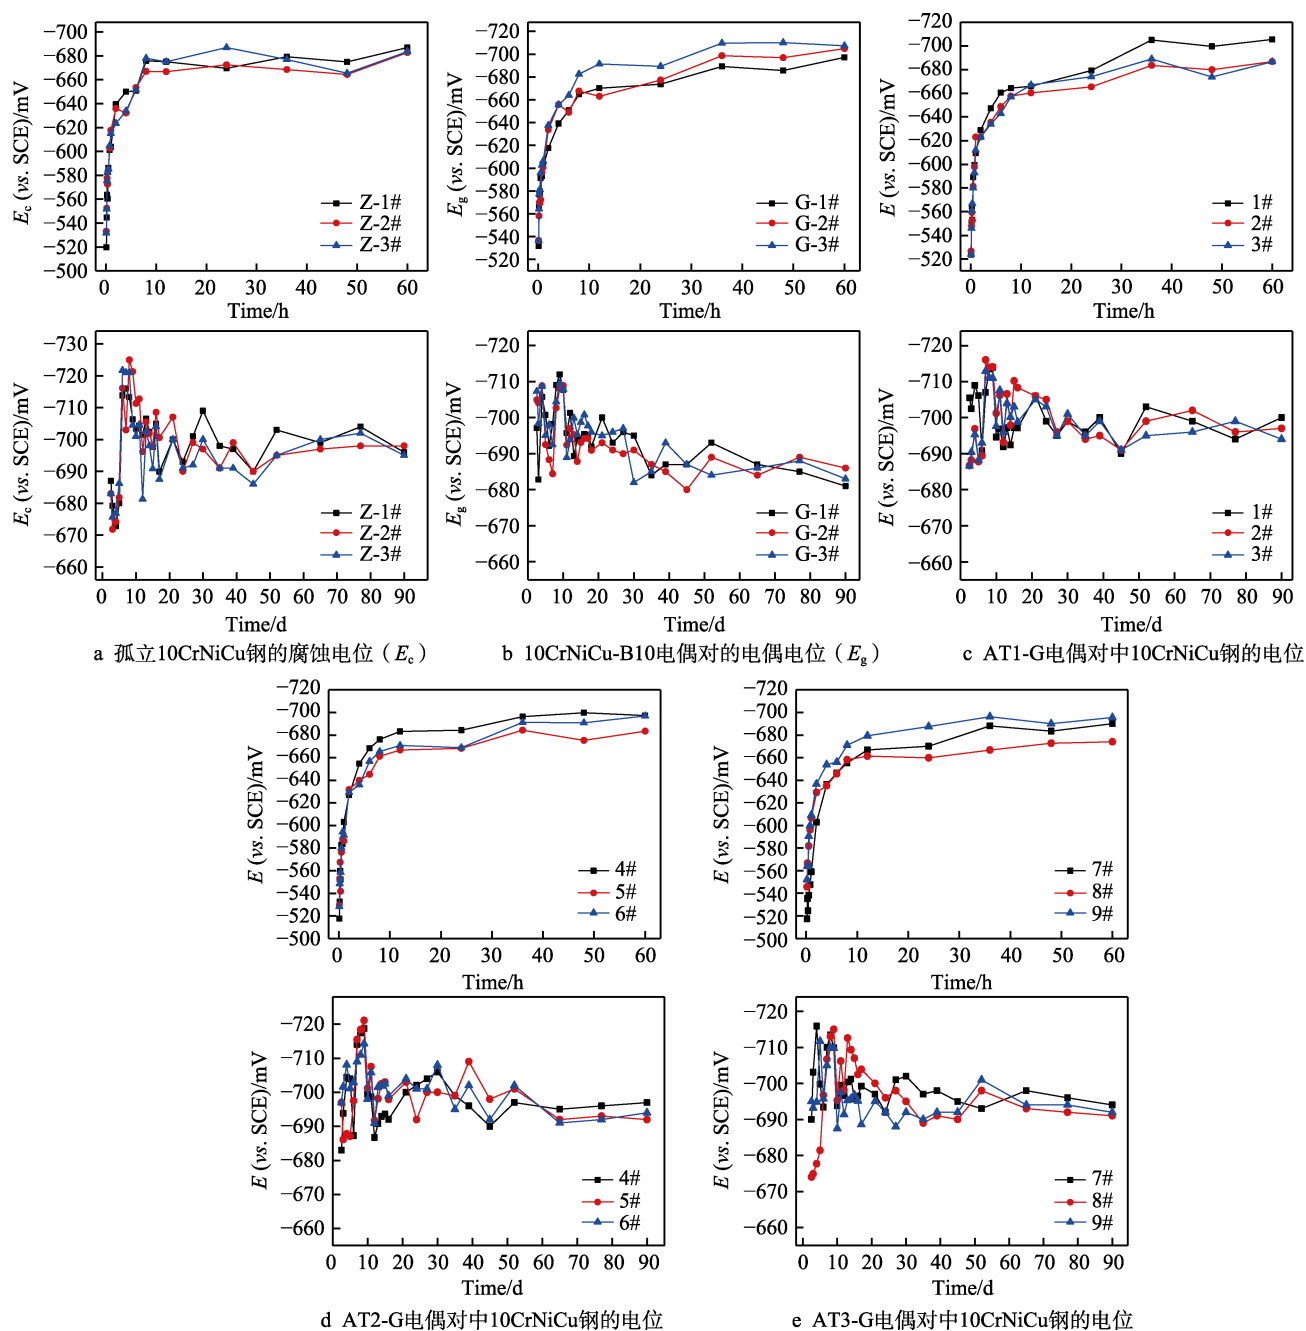 −700
−680
−660
−640
−620
−600
−580
−560
−540
−520
−500
E_c (vs. SCE)/mV
Z-1#
Z-2#
Z-3#
0 10 20 30 40 50 60
Time/h
−720
−700
−680
−660
−640
−620
−600
−580
−560
−540
−520
E_g (vs. SCE)/mV
G-1#
G-2#
G-3#
0 10 20 30 40 50 60
Time/h
−720
−700
−680
−660
−640
−620
−600
−580
−560
−540
−520
E (vs. SCE)/mV
1#
2#
3#
0 10 20 30 40 50 60
Time/h
−730
−720
−710
−700
−690
−680
−670
−660
E_c (vs. SCE)/mV
Z-1#
Z-2#
Z-3#
0 10 20 30 40 50 60 70 80 90
Time/d
−720
−710
−700
−690
−680
−670
−660
E_g (vs. SCE)/mV
G-1#
G-2#
G-3#
0 10 20 30 40 50 60 70 80 90
Time/d
−720
−710
−700
−690
−680
−670
−660
E (vs. SCE)/mV
1#
2#
3#
0 10 20 30 40 50 60 70 80 90
Time/d
a 孤立10CrNiCu钢的腐蚀电位（E_c）
b 10CrNiCu-B10电偶对的电偶电位（E_g）
c AT1-G电偶对中10CrNiCu钢的电位
−720
−700
−680
−660
−640
−620
−600
−580
−560
−540
−520
−500
E (vs. SCE)/mV
4#
5#
6#
0 10 20 30 40 50 60
Time/h
−720
−700
−680
−660
−640
−620
−600
−580
−560
−540
−520
−500
E (vs. SCE)/mV
7#
8#
9#
0 10 20 30 40 50 60
Time/h
−720
−710
−700
−690
−680
−670
−660
E (vs. SCE)/mV
4#
5#
6#
0 10 20 30 40 50 60 70 80 90
Time/d
−720
−710
−700
−690
−680
−670
−660
E (vs. SCE)/mV
7#
8#
9#
0 10 20 30 40 50 60 70 80 90
Time/d
d AT2-G电偶对中10CrNiCu钢的电位
e AT3-G电偶对中10CrNiCu钢的电位